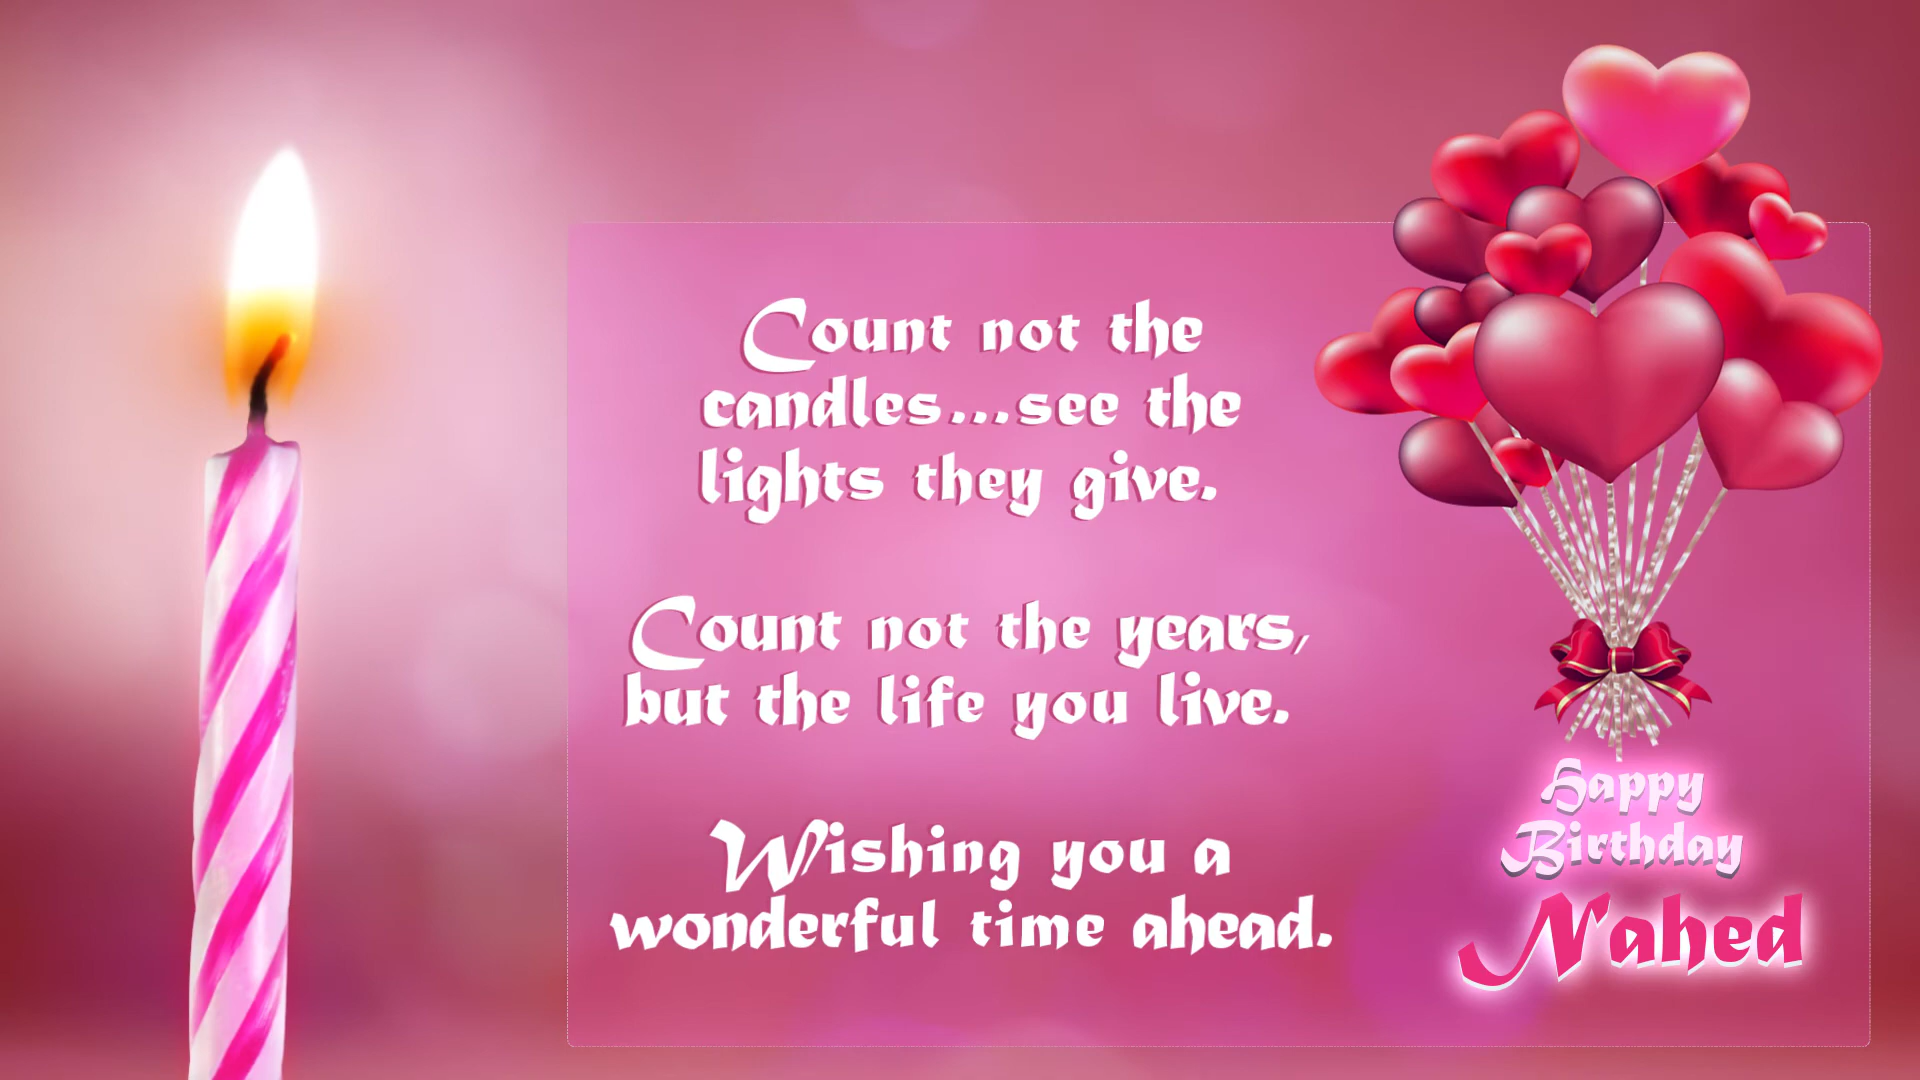 Count not the
candles...see the
lights they give.
Count not the years,
but the life you live.
Wishing you a
wonderful time ahead.
Happy
Birthday
Nahed